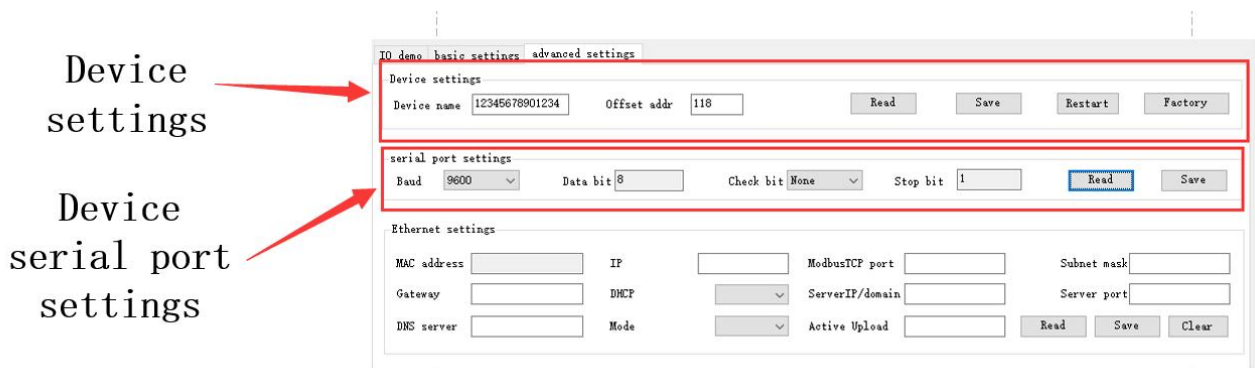 Device
settings
Device
serial port
settings
IO demo basic settings advanced settings
Device settings
Device name 12345678901234 Offset addr 118 Read Save Restart Factory
serial port settings
Baud 9600 Data bit 8 Check bit None Stop bit 1 Read Save
Ethernet settings
MAC address IP ModbusTCP port Subnet mask
Gateway DHCP ServerIP/domain Server port
DNS server Mode Active Upload Read Save Clear